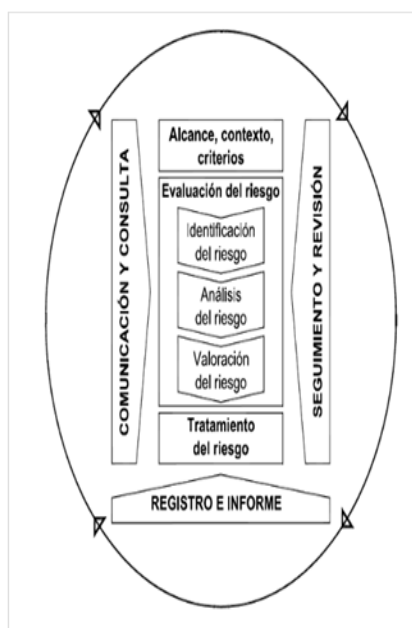 COMUNICACIÓN Y CONSULTA
Alcance, contexto,
criterios
Evaluación del riesgo
Identificación
del riesgo
Análisis
del riesgo
Valoración
del riesgo
Tratamiento
del riesgo
SEGUIMIENTO Y REVISIÓN
REGISTRO E INFORME